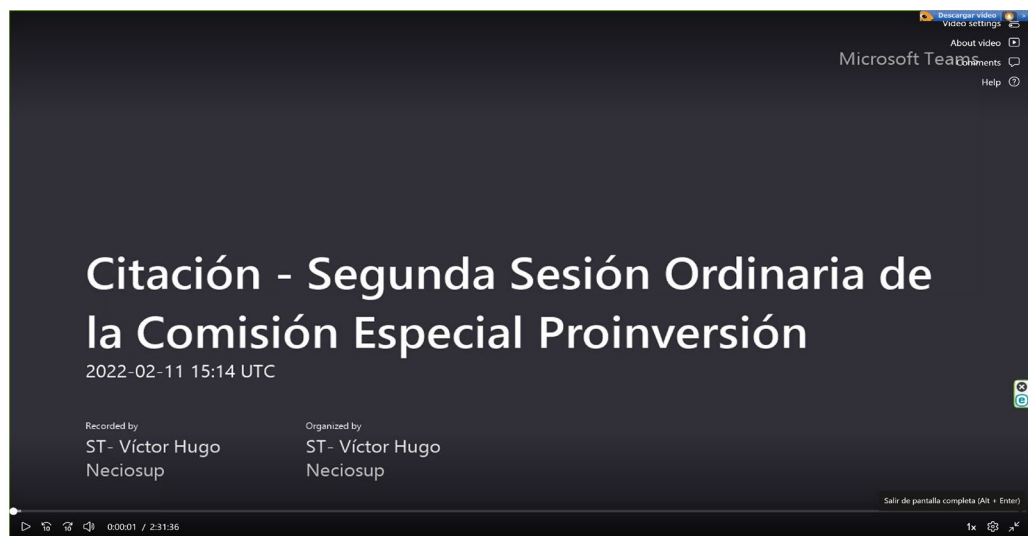 Descargar video
Video settings
About video
Microsoft Teams
Comments
Help
Citación - Segunda Sesión Ordinaria de
la Comisión Especial Proinversión
2022-02-11 15:14 UTC
Recorded by
Organized by
ST- Víctor Hugo
Neciosup
ST- Víctor Hugo
Neciosup
Salir de pantalla completa (Alt + Enter)
10
10
0:00:01 / 2:31:36
1x